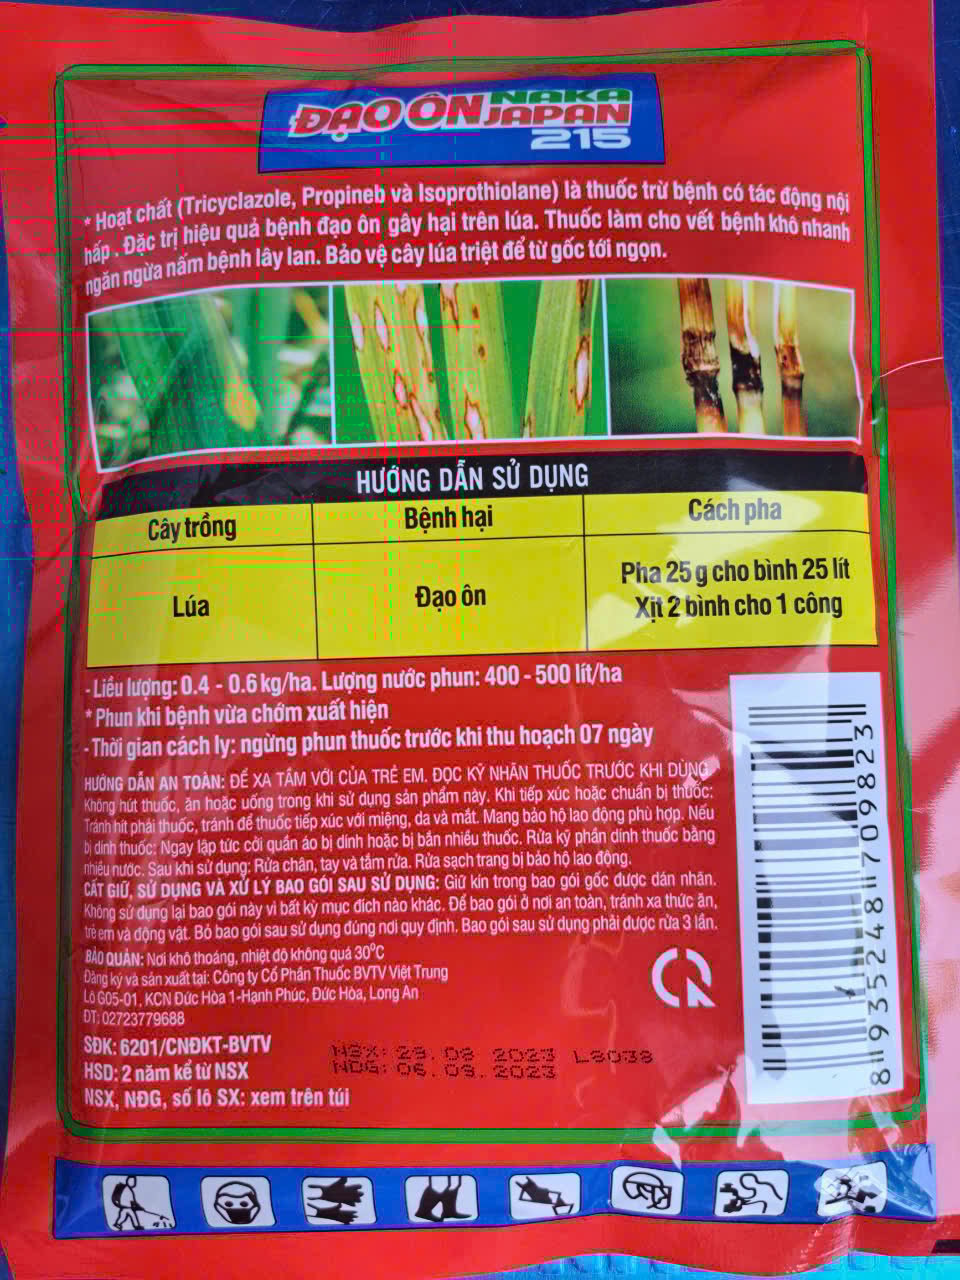 ĐẠO ÔN NAKA
JAPAN
215
* Hoạt chất (Tricyclazole, Propineb và Isoprothiolane) là thuốc trừ bệnh có tác động nội
hấp . Đặc trị hiệu quả bệnh đạo ôn gây hại trên lúa. Thuốc làm cho vết bệnh khô nhanh
ngăn ngừa nấm bệnh lây lan. Bảo vệ cây lúa triệt để từ gốc tới ngọn.
HƯỚNG DẪN SỬ DỤNG
Cây trồng Bệnh hại Cách pha
Lúa Đạo ôn Pha 25 g cho bình 25 lít
Xịt 2 bình cho 1 công
- Liều lượng: 0.4 - 0.6 kg/ha. Lượng nước phun: 400 - 500 lít/ha
* Phun khi bệnh vừa chớm xuất hiện
- Thời gian cách ly: ngừng phun thuốc trước khi thu hoạch 07 ngày
HƯỚNG DẪN AN TOÀN: ĐỂ XA TẦM VỚI CỦA TRẺ EM. ĐỌC KỸ NHÃN THUỐC TRƯỚC KHI DÙNG.
Không hút thuốc, ăn hoặc uống trong khi sử dụng sản phẩm này. Khi tiếp xúc hoặc chuẩn bị thuốc:
Tránh hít phải thuốc, tránh để thuốc tiếp xúc với miệng, da và mắt. Mang bảo hộ lao động phù hợp. Nếu
bị dính thuốc: Ngay lập tức cởi quần áo bị dính hoặc bị bắn nhiều thuốc. Rửa kỹ phần dính thuốc bằng
nhiều nước. Sau khi sử dụng: Rửa chân, tay và tắm rửa. Rửa sạch trang bị bảo hộ lao động.
CẤT GIỮ, SỬ DỤNG VÀ XỬ LÝ BAO GÓI SAU SỬ DỤNG: Giữ kín trong bao gói gốc được dán nhãn.
Không sử dụng lại bao gói này vì bất kỳ mục đích nào khác. Để bao gói ở nơi an toàn, tránh xa thức ăn,
trẻ em và động vật. Bỏ bao gói sau sử dụng đúng nơi quy định. Bao gói sau sử dụng phải được rửa 3 lần.
BẢO QUẢN: Nơi khô thoáng, nhiệt độ không quá 30°C
Đăng ký và sản xuất tại: Công ty Cổ Phần Thuốc BVTV Việt Trung
Lô G05-01, KCN Đức Hòa 1-Hạnh Phúc, Đức Hòa, Long An
ĐT: 02723779688
SĐK: 6201/CNĐKT-BVTV
HSD: 2 năm kể từ NSX
NSX, NĐG, số lô SX: xem trên túi
NSX: 29. 08 2023 L8038
NDG: 06. 09. 2023
8 935248 709823